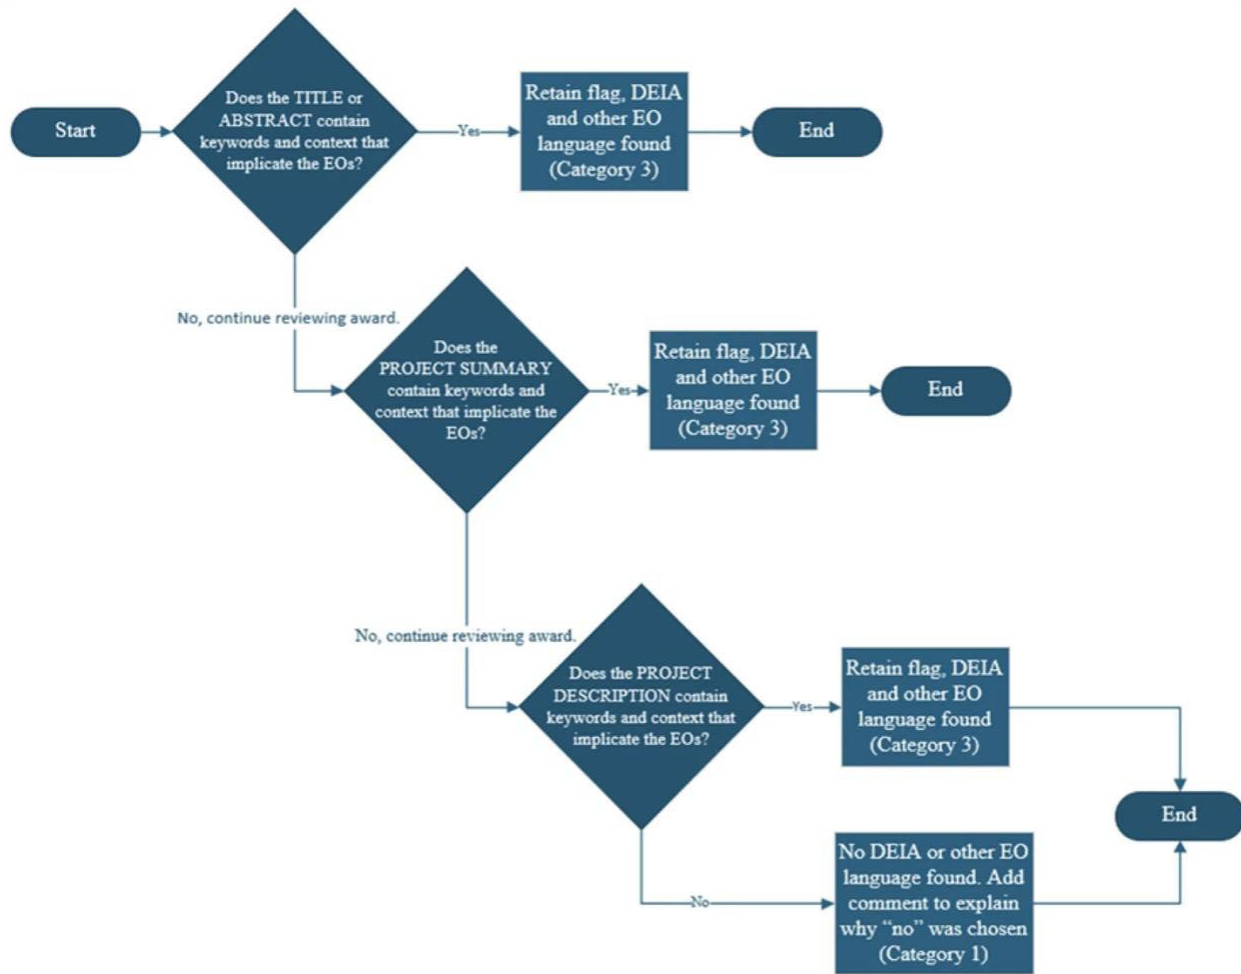 Start
Does the TITLE or
ABSTRACT contain
keywords and context that
implicate the EOs?
Yes
Retain flag, DEIA
and other EO
language found
(Category 3)
End
No, continue reviewing award.
Does the
PROJECT SUMMARY
contain keywords and
context that implicate the
EOs?
Yes
Retain flag, DEIA
and other EO
language found
(Category 3)
End
No, continue reviewing award.
Does the PROJECT
DESCRIPTION contain
keywords and context that
implicate the EOs?
Yes
Retain flag, DEIA
and other EO
language found
(Category 3)
End
No
No DEIA or other EO
language found. Add
comment to explain
why “no” was chosen
(Category 1)